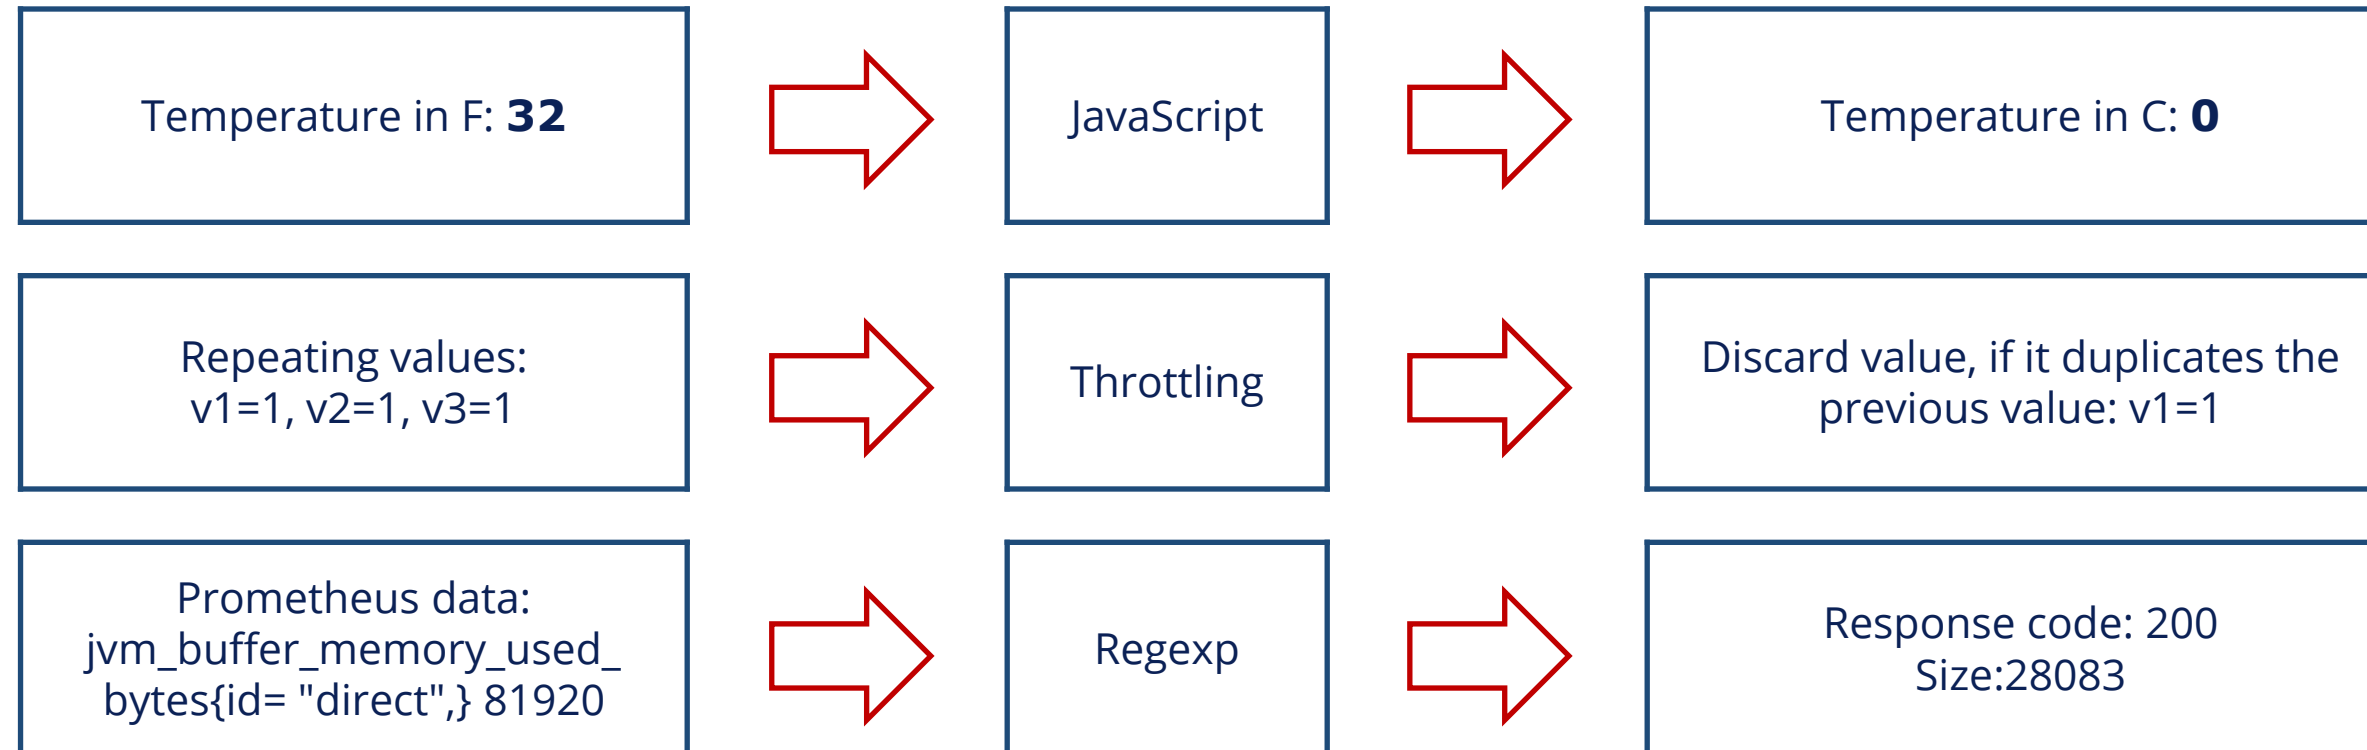 Temperature in F: 32
JavaScript
Temperature in C: 0
Repeating values:
v1=1, v2=1, v3=1
Throttling
Discard value, if it duplicates the
previous value: v1=1
Prometheus data:
jvm_buffer_memory_used_
bytes{id= "direct",} 81920
Regexp
Response code: 200
Size:28083